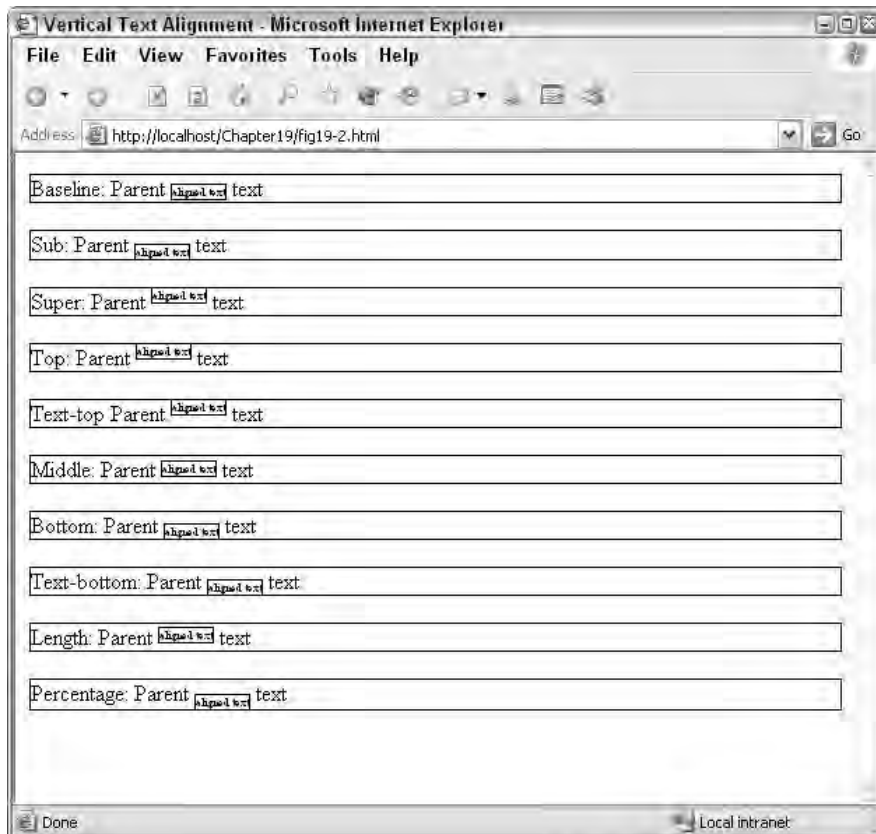 Vertical Text Alignment - Microsoft Internet Explorer
File Edit View Favorites Tools Help
Address http://localhost/Chapter19/fig19-2.html Go
Baseline: Parent aligned text text
Sub: Parent aligned text text
Super: Parent aligned text text
Top: Parent aligned text text
Text-top Parent aligned text text
Middle: Parent aligned text text
Bottom: Parent aligned text text
Text-bottom: Parent aligned text text
Length: Parent aligned text text
Percentage: Parent aligned text text
Done Local intranet